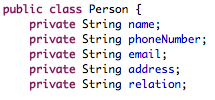 public class Person {
    private String name;
    private String phoneNumber;
    private String email;
    private String address;
    private String relation;